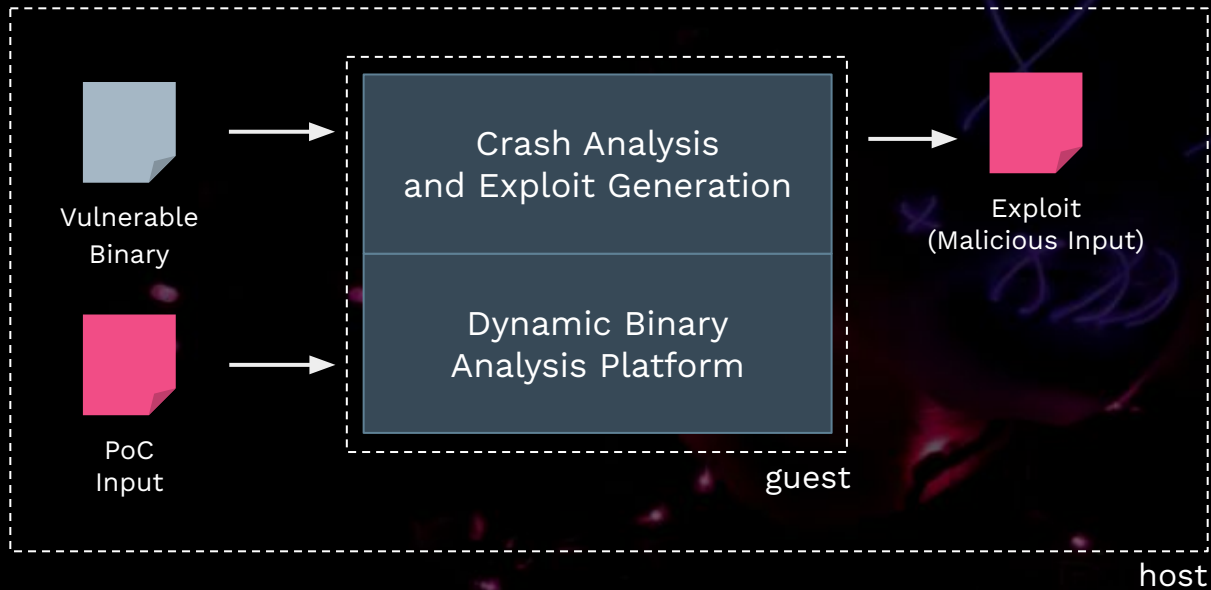 Vulnerable
Binary
PoC
Input
Crash Analysis
and Exploit Generation
Dynamic Binary
Analysis Platform
guest
Exploit
(Malicious Input)
host